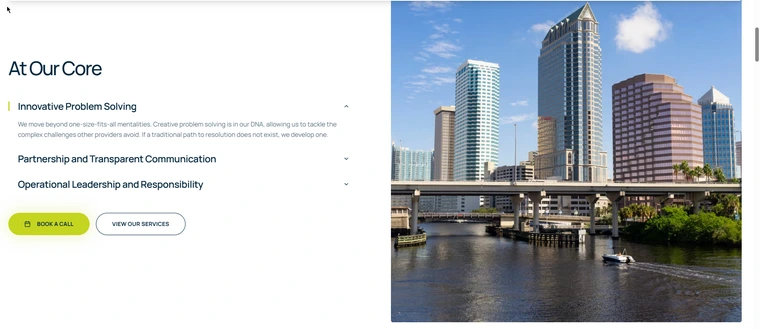 At Our Core
Innovative Problem Solving
We move beyond one-size-fits-all mentalities. Creative problem solving is in our DNA, allowing us to tackle the
complex challenges other providers avoid. If a traditional path to resolution does not exist, we develop one.
Partnership and Transparent Communication
Operational Leadership and Responsibility
BOOK A CALL
VIEW OUR SERVICES